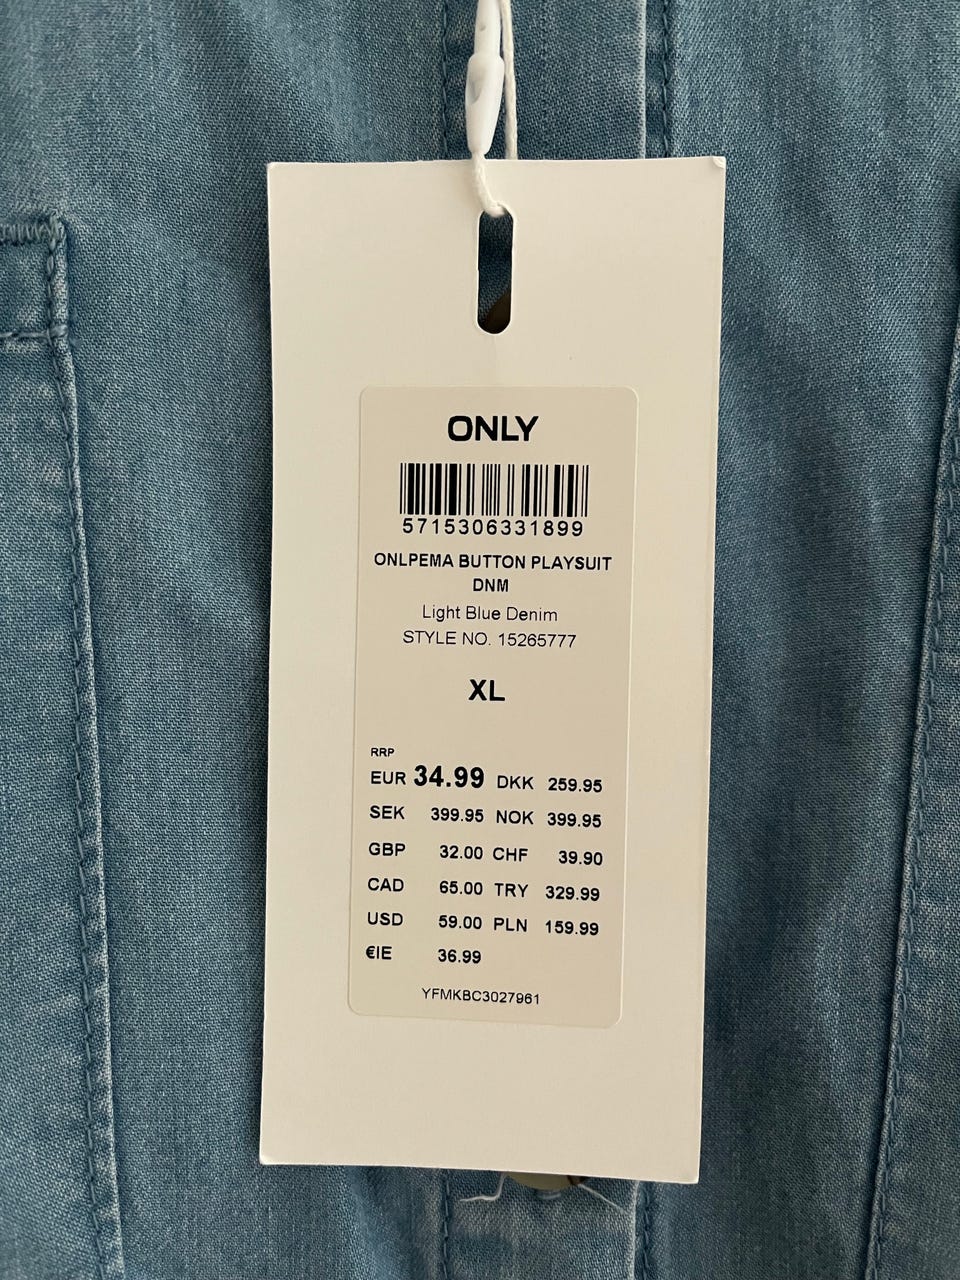 ONLY
5715306331899
ONLPEMA BUTTON PLAYSUIT
DNM
Light Blue Denim
STYLE NO. 15265777
XL
RRP
EUR 34.99 DKK 259.95
SEK 399.95 NOK 399.95
GBP 32.00 CHF 39.90
CAD 65.00 TRY 329.99
USD 59.00 PLN 159.99
€IE 36.99
YFMKBC3027961